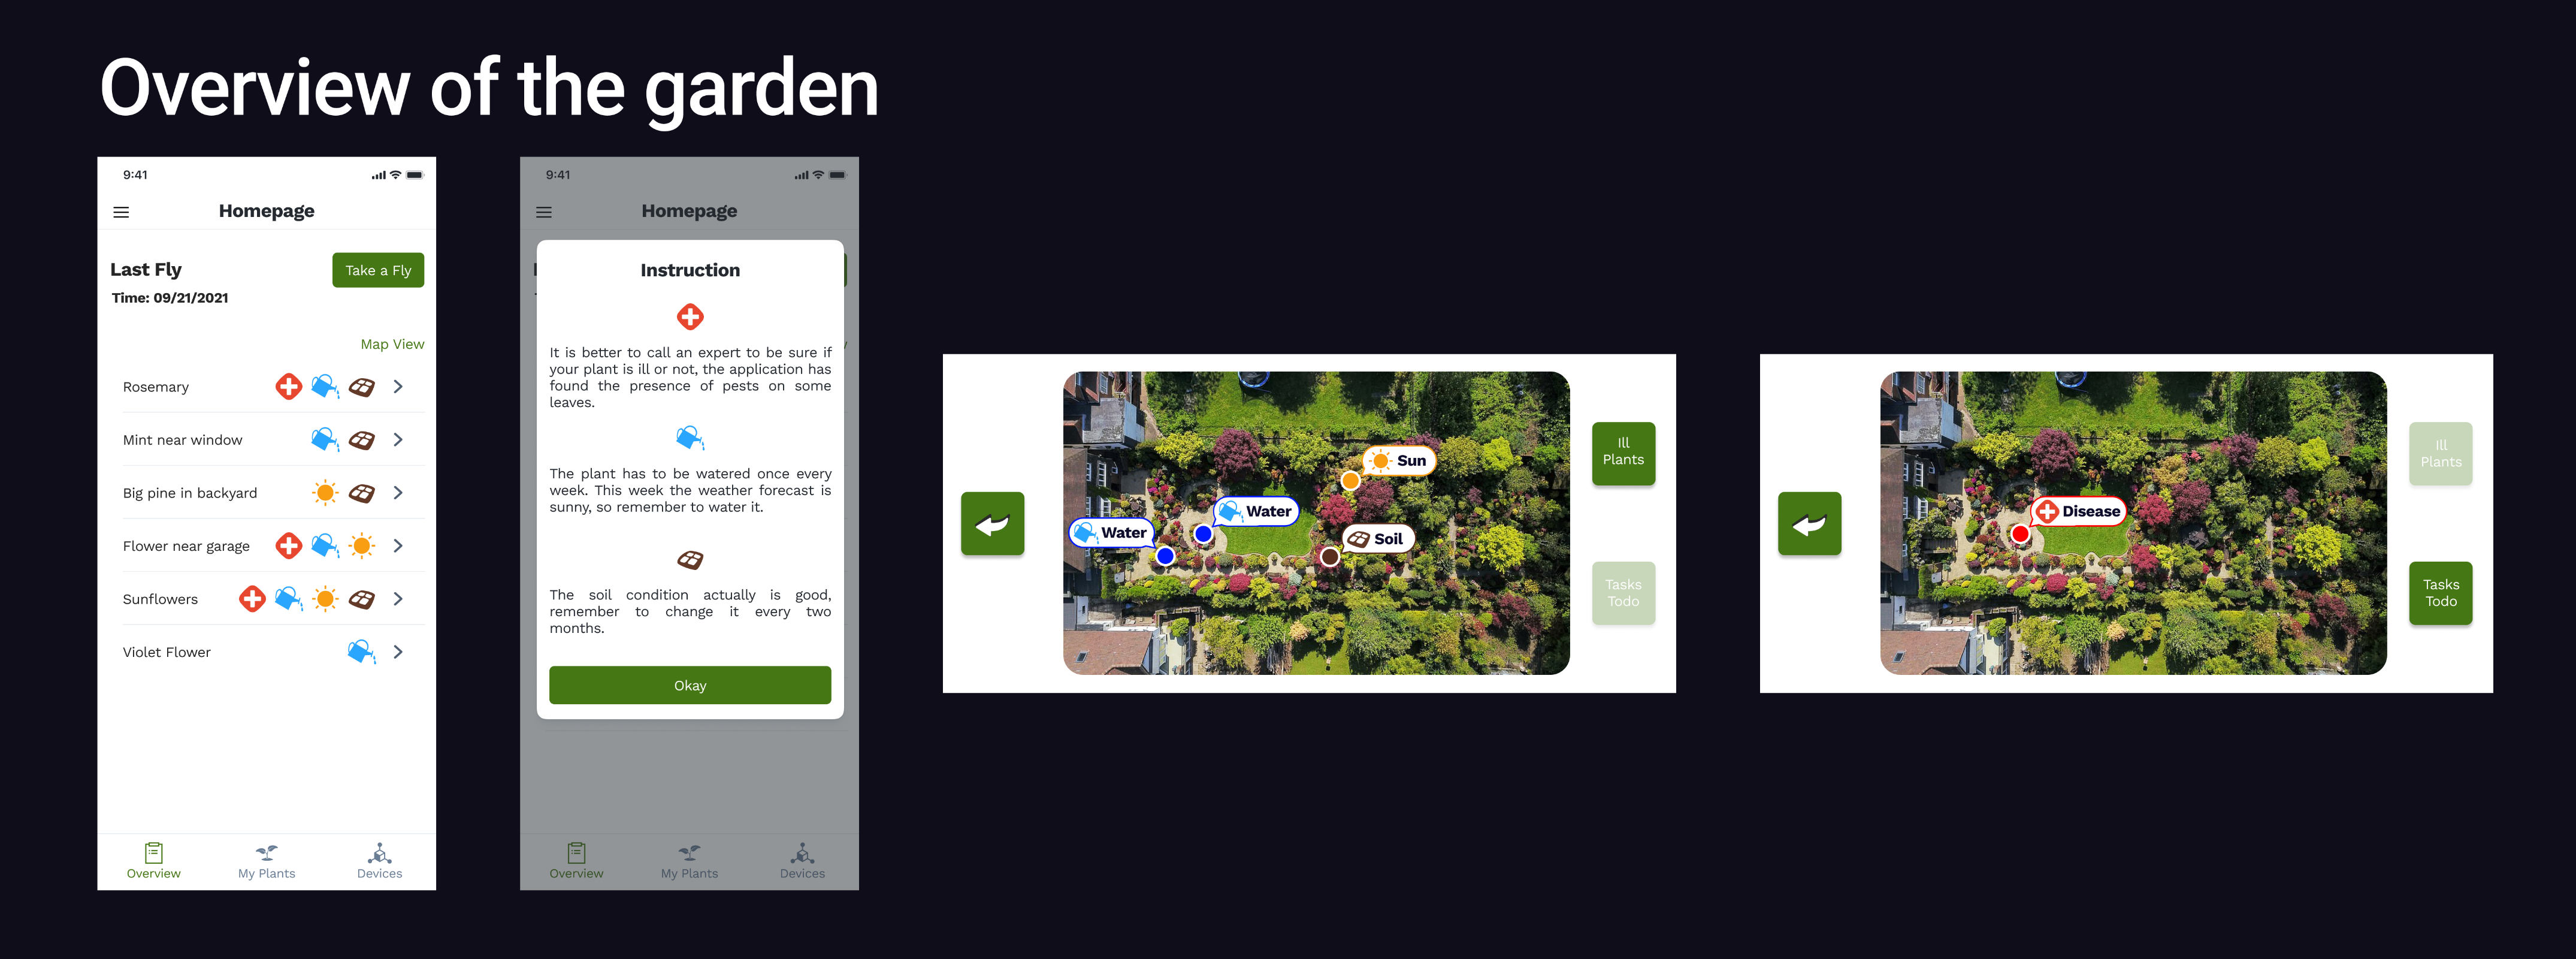 Overview of the garden
9:41
Homepage
Last Fly
Take a Fly
Time: 09/21/2021
Map View
Rosemary
Mint near window
Big pine in backyard
Flower near garage
Sunflowers
Violet Flower
Overview
My Plants
Devices
9:41
Homepage
Instruction
It is better to call an expert to be sure if
your plant is ill or not, the application has
found the presence of pests on some
leaves.
The plant has to be watered once every
week. This week the weather forecast is
sunny, so remember to water it.
The soil condition actually is good,
remember to change it every two
months.
Okay
Overview
My Plants
Devices
Sun
Water
Water
Soil
Ill
Plants
Tasks
Todo
Disease
Ill
Plants
Tasks
Todo